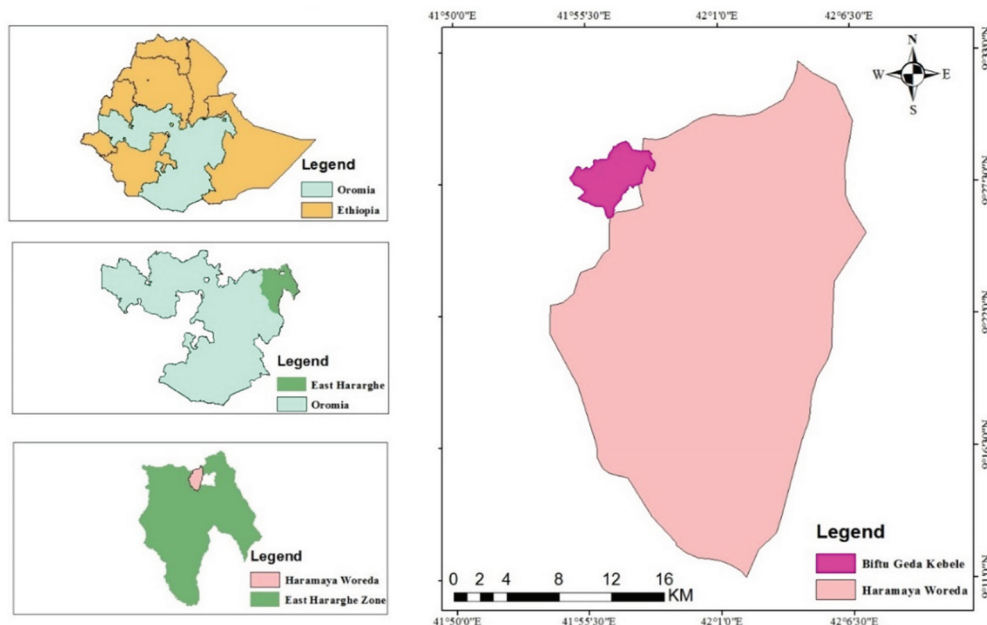 Legend
Oromia
Ethiopia
Legend
East Hararghe
Oromia
Legend
Haramaya Woreda
East Hararghe Zone
41°50'0"E
41°55'30"E
42°1'0"E
42°6'30"E
N
W
E
S
Legend
Biftu Geda Kebele
Haramaya Woreda
0 1 2 4 8 12 16
KM
41°50'0"E
41°55'30"E
42°1'0"E
42°6'30"E